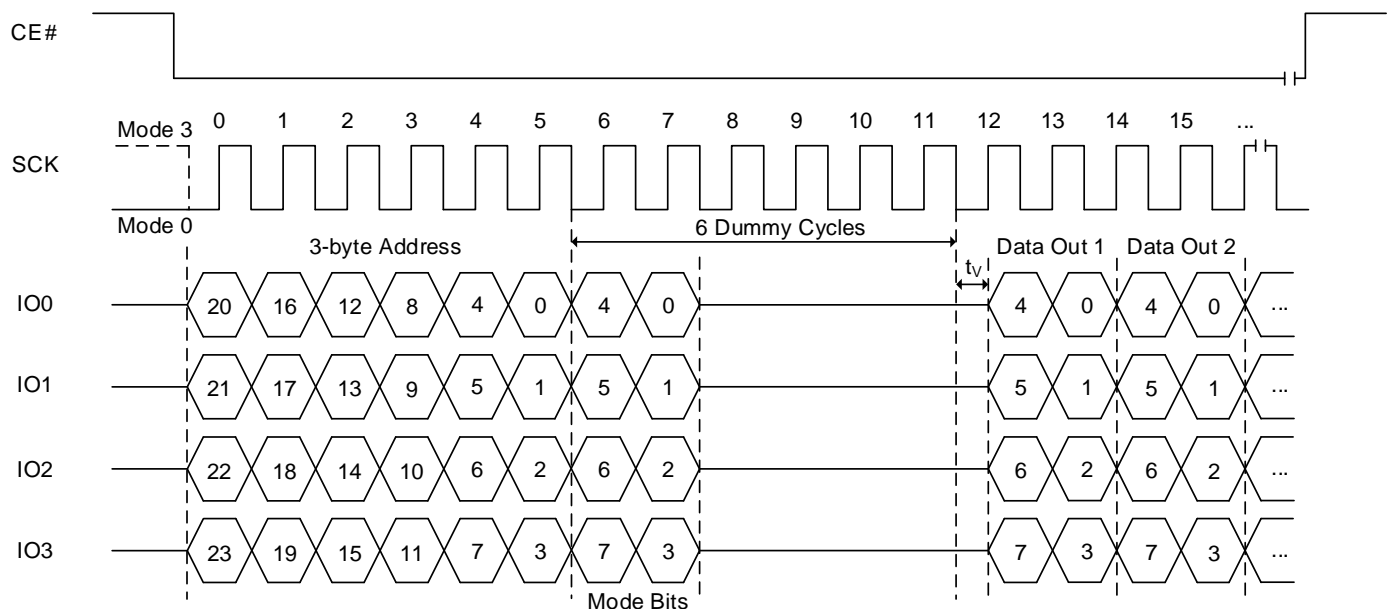 CE#
0 1 2 3 4 5 6 7 8 9 10 11 12 13 14 15 ...
Mode 3
SCK
Mode 0
6 Dummy Cycles
3-byte Address Data Out 1 Data Out 2
tV
IO0 20 16 12 8 4 0 4 0 4 0 4 0 ...
IO1 21 17 13 9 5 1 5 1 5 1 5 1 ...
IO2 22 18 14 10 6 2 6 2 6 2 6 2 ...
IO3 23 19 15 11 7 3 7 3 7 3 7 3 ...
Mode Bits